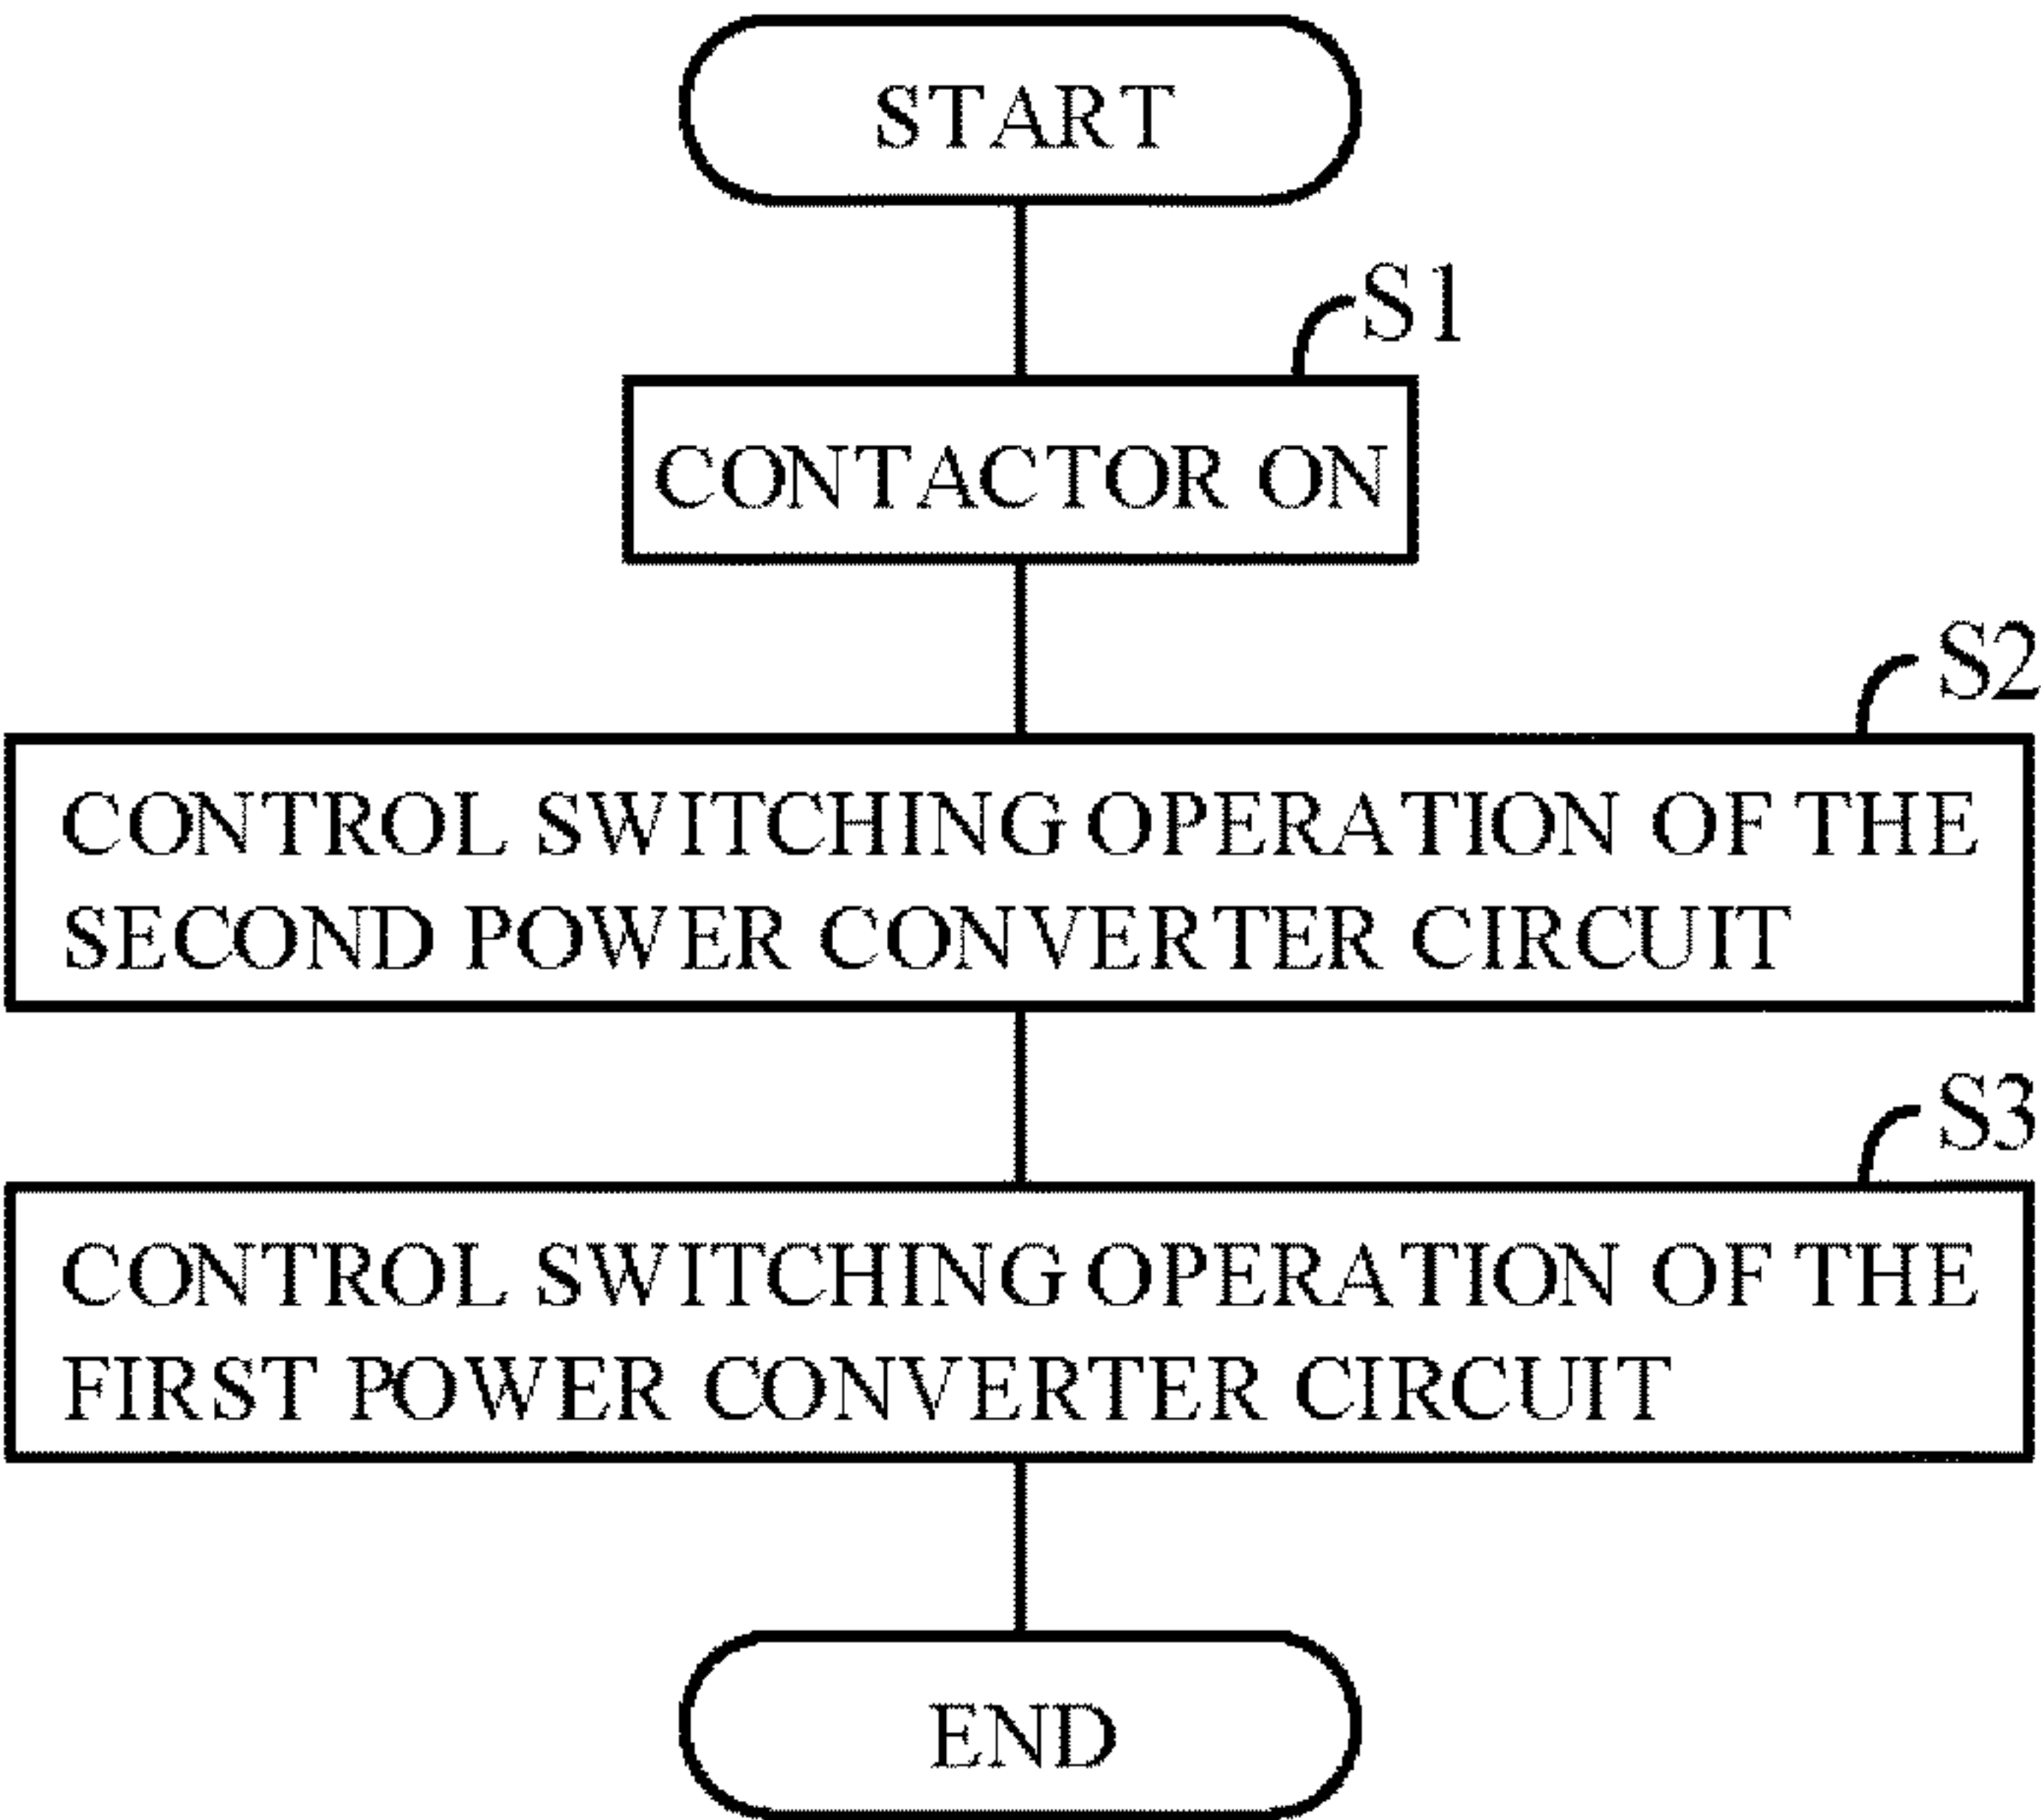 START
S1
CONTACTOR ON
S2
CONTROL SWITCHING OPERATION OF THE
SECOND POWER CONVERTER CIRCUIT
S3
CONTROL SWITCHING OPERATION OF THE
FIRST POWER CONVERTER CIRCUIT
END